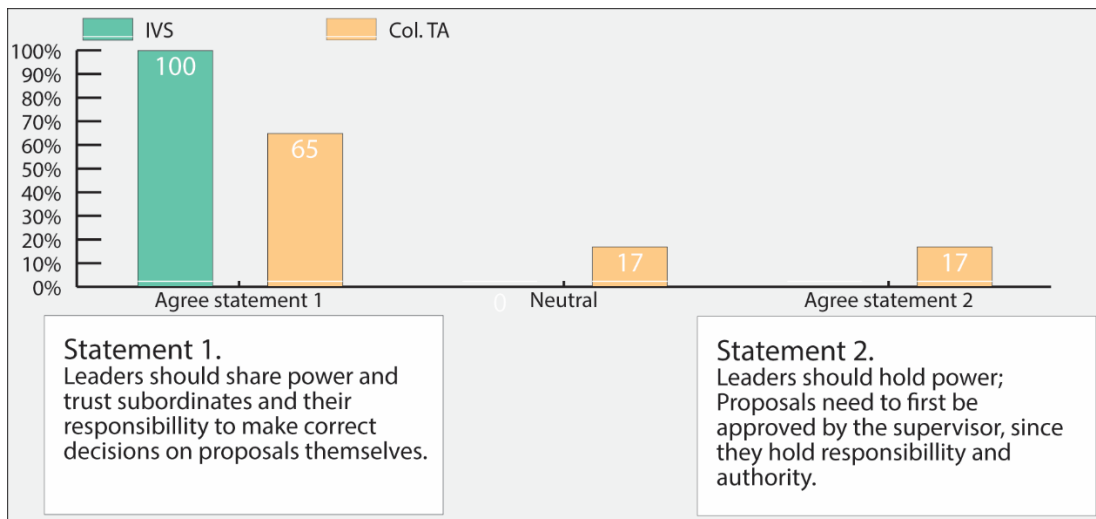 IVS
Col. TA
100%
90%
80%
70%
60%
50%
40%
30%
20%
10%
0%
100
65
17
17
0
Agree statement 1
Neutral
Agree statement 2
Statement 1.
Leaders should share power and
trust subordinates and their
responsibillity to make correct
decisions on proposals themselves.
Statement 2.
Leaders should hold power;
Proposals need to first be
approved by the supervisor, since
they hold responsibillity and
authority.